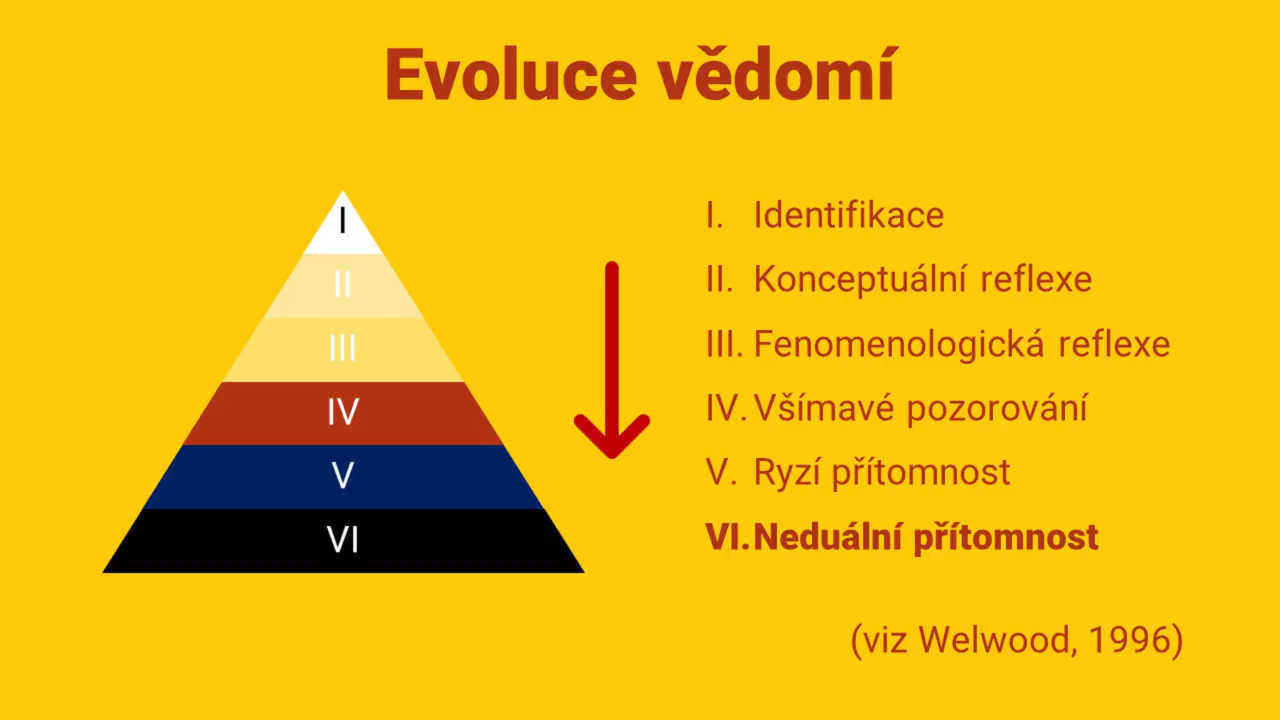 Evoluce vědomí
I
II
III
IV
V
VI
I. Identifikace
II. Konceptuální reflexe
III. Fenomenologická reflexe
IV. Všímavé pozorování
V. Ryzí přítomnost
VI. Neduální přítomnost
(viz Welwood, 1996)